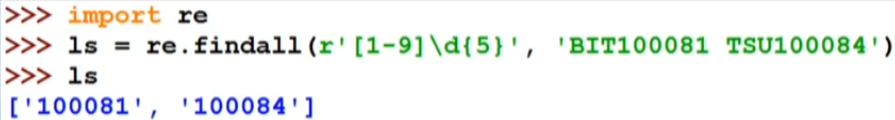 >>> import re
>>> ls = re.findall(r'[1-9]\d{5}', 'BIT100081 TSU100084')
>>> ls
['100081', '100084']